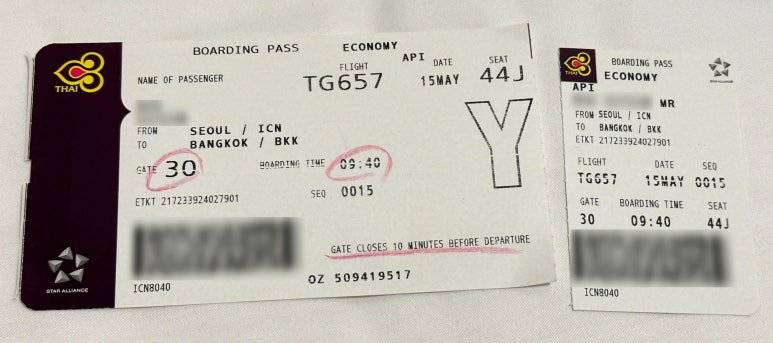 BOARDING PASS ECONOMY
THAI
NAME OF PASSENGER
FLIGHT API DATE SEAT
TG657 15MAY 44J
Y
FROM SEOUL / ICN
TO BANGKOK / BKK
GATE 30 BOARDING TIME 09:40
SEQ 0015
ETKT 217233924027901
GATE CLOSES 10 MINUTES BEFORE DEPARTURE
OZ 509419517
STAR ALLIANCE
ICN8040
THAI
BOARDING PASS
ECONOMY
STAR ALLIANCE
API
MR
FROM SEOUL / ICN
TO BANGKOK / BKK
ETKT 217233924027901
FLIGHT DATE SEQ
TG657 15MAY 0015
GATE BOARDING TIME SEAT
30 09:40 44J
ICN8040